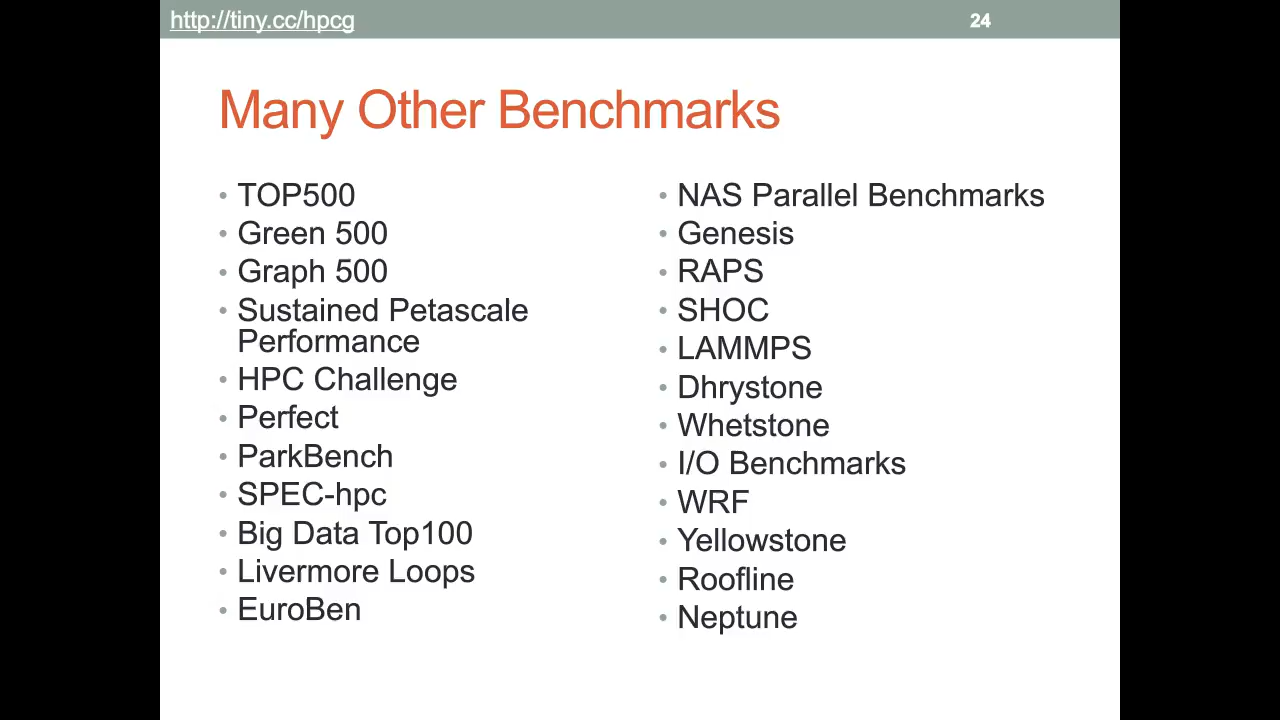 http://tiny.cc/hpcg
24
Many Other Benchmarks
• TOP500
• Green 500
• Graph 500
• Sustained Petascale
Performance
• HPC Challenge
• Perfect
• ParkBench
• SPEC-hpc
• Big Data Top100
• Livermore Loops
• EuroBen
• NAS Parallel Benchmarks
• Genesis
• RAPS
• SHOC
• LAMMPS
• Dhrystone
• Whetstone
• I/O Benchmarks
• WRF
• Yellowstone
• Roofline
• Neptune